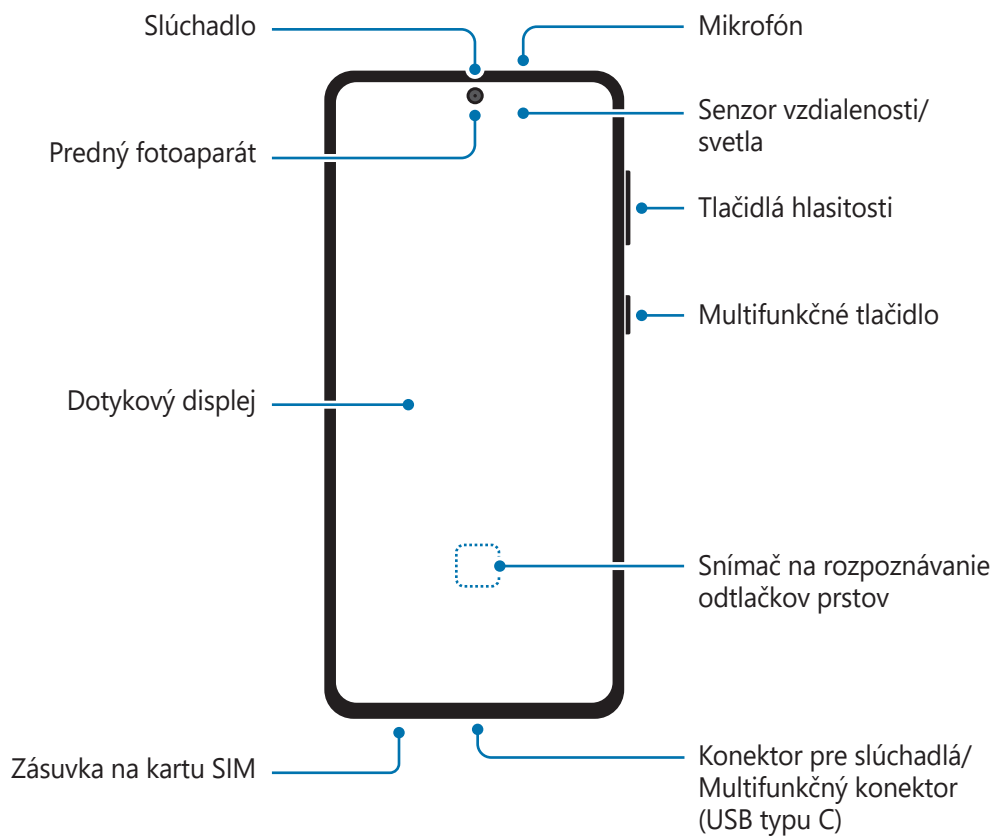 Slúchadlo
Mikrofón
Predný fotoaparát
Senzor vzdialenosti/
svetla
Tlačidlá hlasitosti
Multifunkčné tlačidlo
Dotykový displej
Snímač na rozpoznávanie
odtlačkov prstov
Zásuvka na kartu SIM
Konektor pre slúchadlá/
Multifunkčný konektor
(USB typu C)